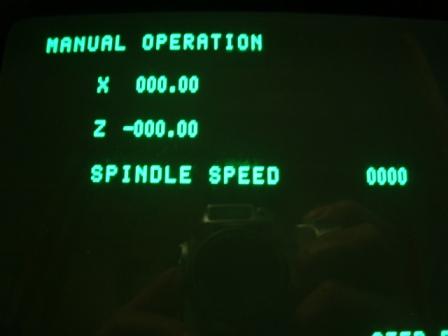 MANUAL OPERATION
X 000.00
Z -000.00
SPINDLE SPEED 0000